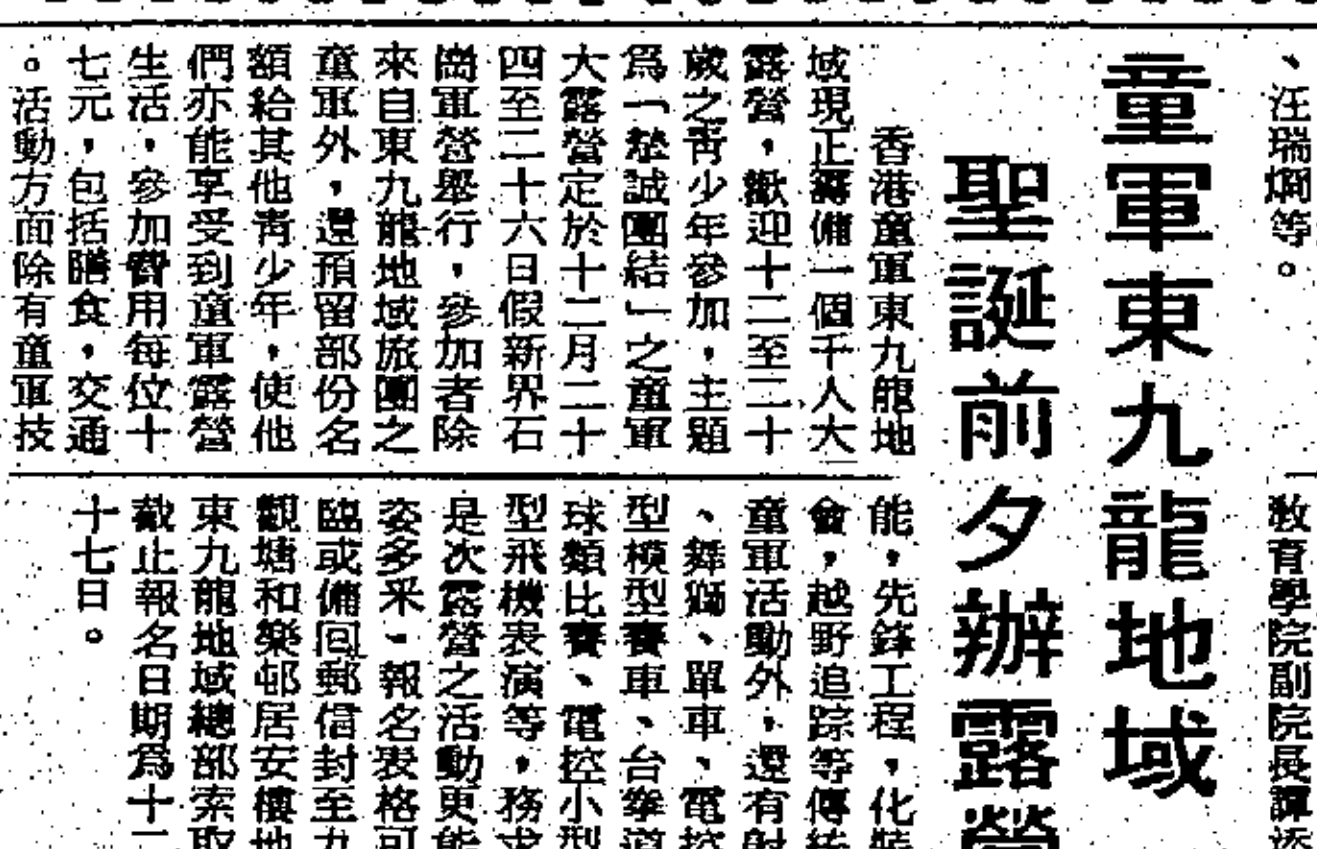 、汪瑞炯等。
教育學院副院長譚
童軍東九龍地域
聖誕前夕辦露營
香港童軍東九龍地
域現正籌備一個千人大
露營，歡迎十二至二十
歲之靑少年參加，主題
爲「摯誠團結」之童軍
大露營定於十二月二十
四至二十六日假新界石
崗軍營舉行，參加者除
來自東九龍地域旅團之
童軍外，還預留部份名
額給其他靑少年，使他
們亦能享受到童軍露營
生活，參加費用每位十
七元，包括膳食，交通
。活動方面除有童軍技
能，先鋒工程，化裝
會，越野追踪等傳統
童軍活動外，還有射
、舞獅、單車、電控
型模型賽車、台拳道
球類比賽、電控小型
型飛機表演等，務求
是次露營之活動更能
姿多采、報名表格可
臨或備回郵信封至九
觀塘和樂邨居安樓地
東九龍地域總部索取
截止報名日期爲十二
十七日。